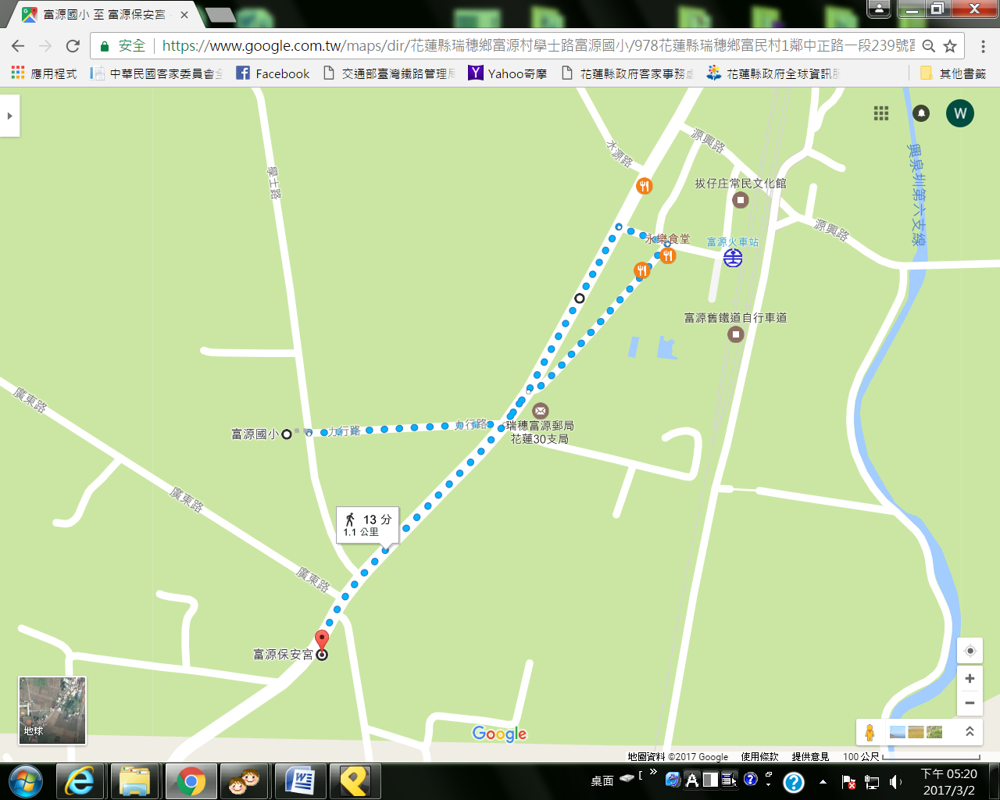 富源國小 至 富源保安宮
安全 https://www.google.com.tw/maps/dir/花蓮縣瑞穗鄉富源村學士路富源國小/978花蓮縣瑞穗鄉富民村1鄰中正路一段239號
應用程式 中華民國客家委員會全 Facebook 交通部臺灣鐵路管理局 Yahoo奇摩 花蓮縣政府客家事務處 花蓮縣政府全球資訊服 其他書籤
W
源興路
水源路
學士路
興泉圳第六支線
拔仔庄常民文化館
源興路
永樂食堂
富源火車站
富源舊鐵道自行車道
廣東路
力行路
力行路
瑞穗富源郵局
花蓮30支局
富源國小
廣東路
13 分
1.1 公里
廣東路
富源保安宮
地球
Google
地圖資料 ©2017 Google 使用條款 提供意見 100 公尺
桌面
下午 05:20
2017/3/2